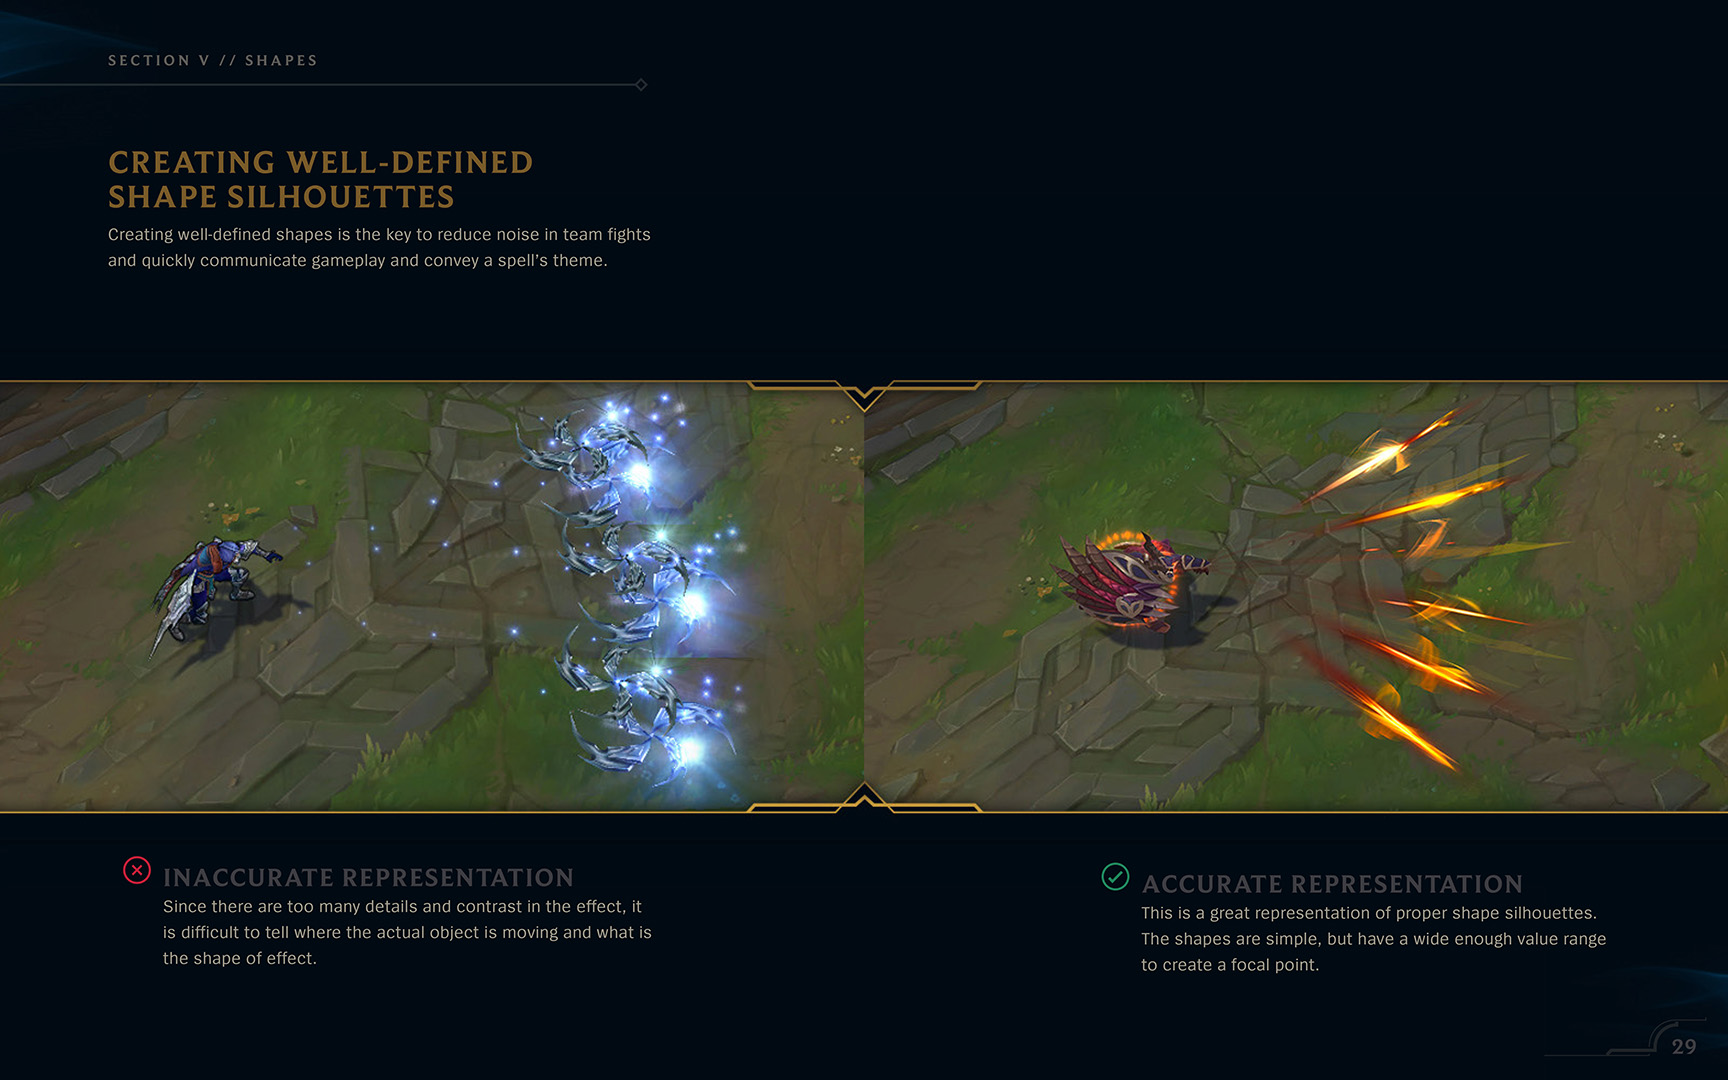 SECTION V // SHAPES
CREATING WELL-DEFINED
SHAPE SILHOUETTES
Creating well-defined shapes is the key to reduce noise in team fights
and quickly communicate gameplay and convey a spell's theme.
INACCURATE REPRESENTATION
Since there are too many details and contrast in the effect, it
is difficult to tell where the actual object is moving and what is
the shape of effect.
ACCURATE REPRESENTATION
This is a great representation of proper shape silhouettes.
The shapes are simple, but have a wide enough value range
to create a focal point.
29